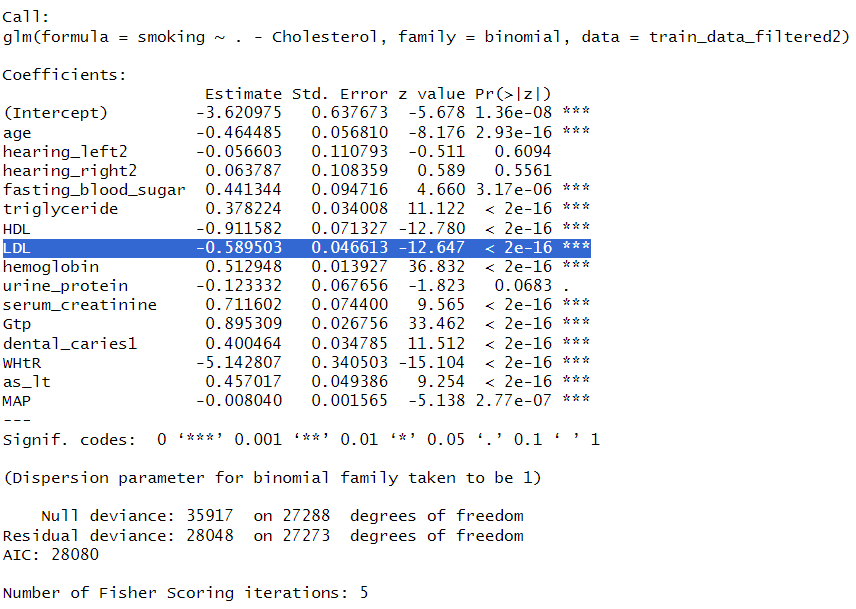 Call:
glm(formula = smoking ~ . - Cholesterol, family = binomial, data = train_data_filtered2)
Coefficients:
Estimate Std. Error z value Pr(>|z|)
(Intercept) -3.620975 0.637673 -5.678 1.36e-08 ***
age -0.464485 0.056810 -8.176 2.93e-16 ***
hearing_left2 -0.056603 0.110793 -0.511 0.6094
hearing_right2 0.063787 0.108359 0.589 0.5561
fasting_blood_sugar 0.441344 0.094716 4.660 3.17e-06 ***
triglyceride 0.378224 0.034008 11.122 < 2e-16 ***
HDL -0.911582 0.071327 -12.780 < 2e-16 ***
LDL -0.589503 0.046613 -12.647 < 2e-16 ***
hemoglobin 0.512948 0.013927 36.832 < 2e-16 ***
urine_protein -0.123332 0.067656 -1.823 0.0683 .
serum_creatinine 0.711602 0.074400 9.565 < 2e-16 ***
Gtp 0.895309 0.026756 33.462 < 2e-16 ***
dental_caries1 0.400464 0.034785 11.512 < 2e-16 ***
WHtR -5.142807 0.340503 -15.104 < 2e-16 ***
as_lt 0.457017 0.049386 9.254 < 2e-16 ***
MAP -0.008040 0.001565 -5.138 2.77e-07 ***
---
Signif. codes: 0 ‘***’ 0.001 ‘**’ 0.01 ‘*’ 0.05 ‘.’ 0.1 ‘ ’ 1
(Dispersion parameter for binomial family taken to be 1)
Null deviance: 35917 on 27288 degrees of freedom
Residual deviance: 28048 on 27273 degrees of freedom
AIC: 28080
Number of Fisher Scoring iterations: 5